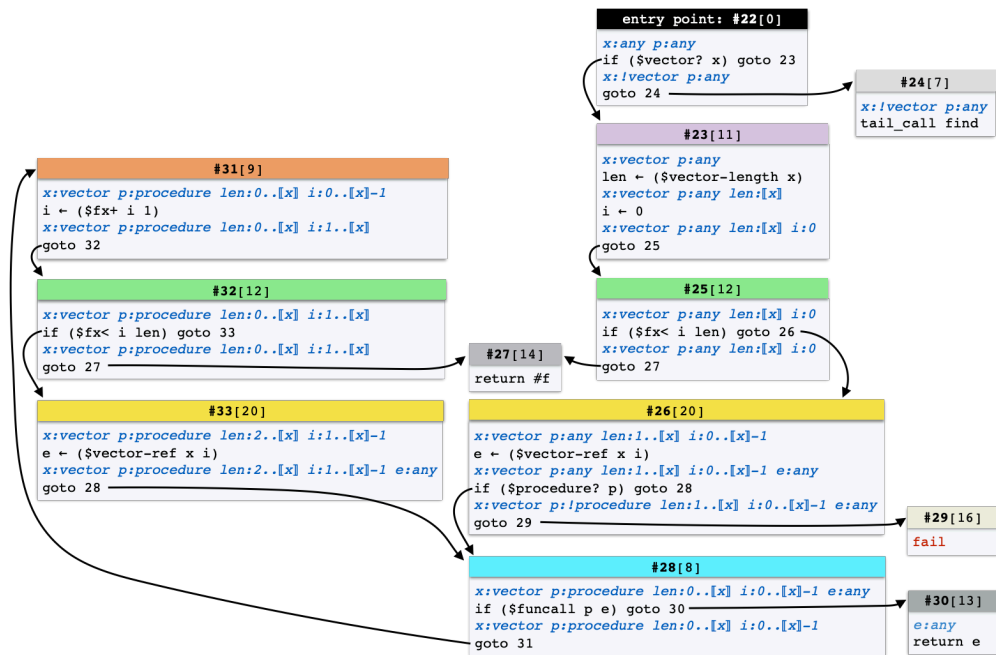 entry point: #22[0]
x:any p:any
if ($vector? x) goto 23
x:!vector p:any
goto 24
#24[7]
x:!vector p:any
tail_call find
#23[11]
x:vector p:any
len ← ($vector-length x)
x:vector p:any len:⟦x⟧
i ← 0
x:vector p:any len:⟦x⟧ i:0
goto 25
#31[9]
x:vector p:procedure len:0..⟦x⟧ i:0..⟦x⟧-1
i ← ($fx+ i 1)
x:vector p:procedure len:0..⟦x⟧ i:1..⟦x⟧
goto 32
#32[12]
x:vector p:procedure len:0..⟦x⟧ i:1..⟦x⟧
if ($fx< i len) goto 33
x:vector p:procedure len:0..⟦x⟧ i:1..⟦x⟧
goto 27
#25[12]
x:vector p:any len:⟦x⟧ i:0
if ($fx< i len) goto 26
x:vector p:any len:⟦x⟧ i:0
goto 27
#27[14]
return #f
#33[20]
x:vector p:procedure len:2..⟦x⟧ i:1..⟦x⟧-1
e ← ($vector-ref x i)
x:vector p:procedure len:2..⟦x⟧ i:1..⟦x⟧-1 e:any
goto 28
#26[20]
x:vector p:any len:1..⟦x⟧ i:0..⟦x⟧-1
e ← ($vector-ref x i)
x:vector p:any len:1..⟦x⟧ i:0..⟦x⟧-1 e:any
if ($procedure? p) goto 28
x:vector p:!procedure len:1..⟦x⟧ i:0..⟦x⟧-1 e:any
goto 29
#29[16]
fail
#28[8]
x:vector p:procedure len:0..⟦x⟧ i:0..⟦x⟧-1 e:any
if ($funcall p e) goto 30
x:vector p:procedure len:0..⟦x⟧ i:0..⟦x⟧-1
goto 31
#30[13]
e:any
return e